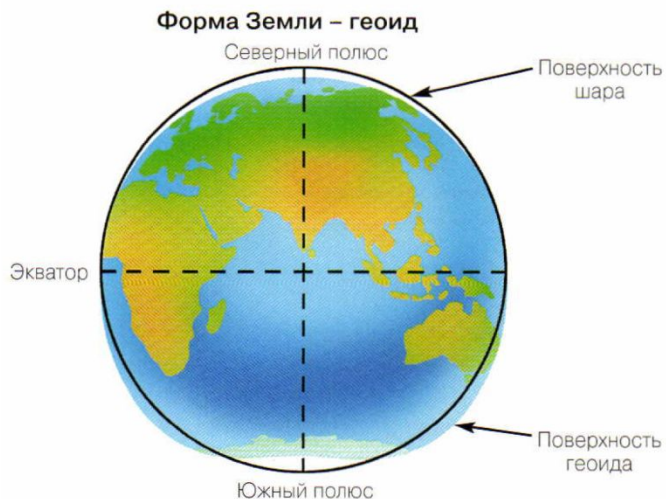 Форма Земли – геоид
Северный полюс
Поверхность
шара
Экватор
Поверхность
геоида
Южный полюс